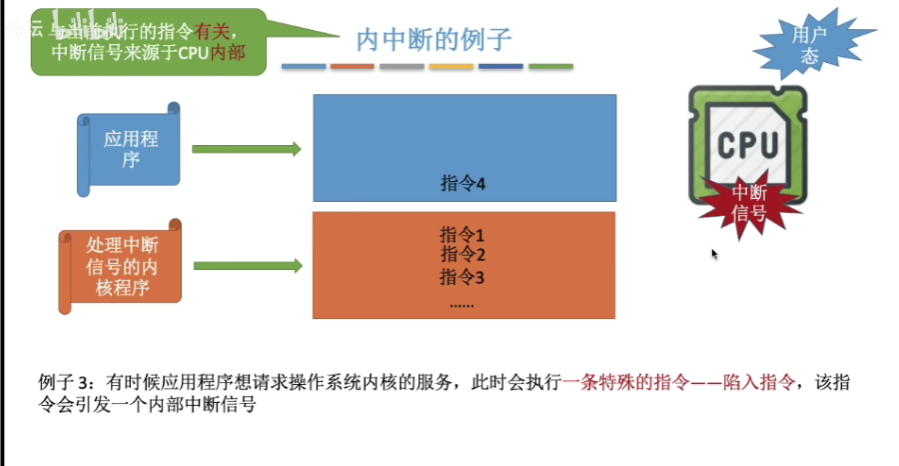 与当前执行的指令有关，
中断信号来源于CPU内部
内中断的例子
用户
态
应用程
序
指令4
CPU
中断
信号
处理中断
信号的内
核程序
指令1
指令2
指令3
......
例子 3：有时候应用程序想请求操作系统内核的服务，此时会执行一条特殊的指令——陷入指令，该指
令会引发一个内部中断信号